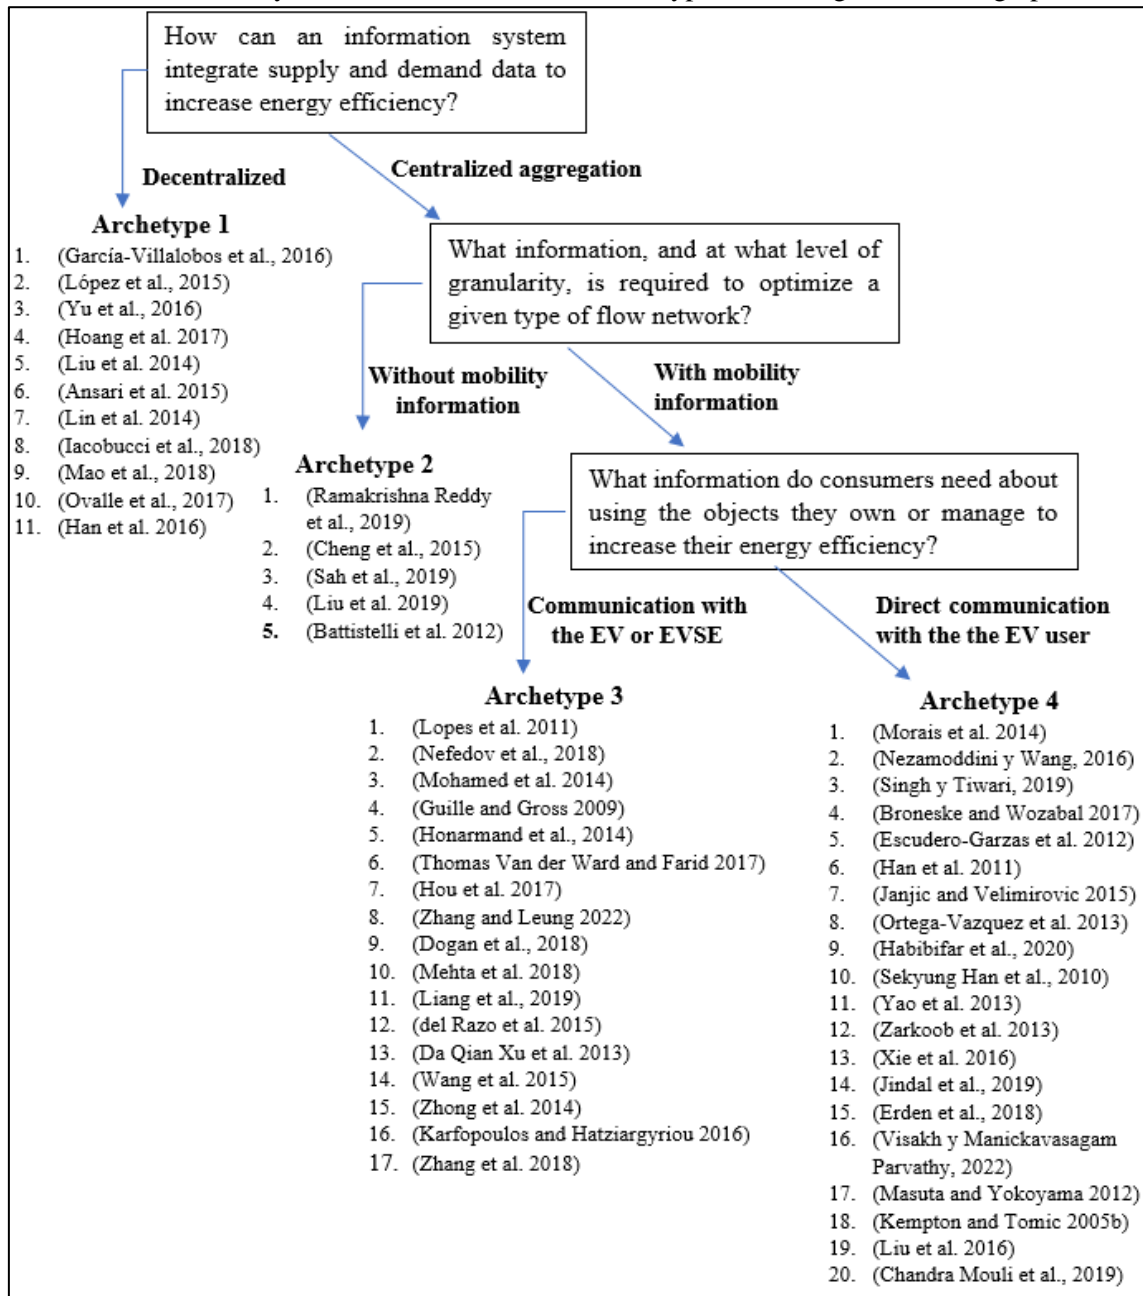 How can an information system
integrate supply and demand data to
increase energy efficiency?
Decentralized
Centralized aggregation
Archetype 1
1. (García-Villalobos et al., 2016)
2. (López et al., 2015)
3. (Yu et al., 2016)
4. (Hoang et al. 2017)
5. (Liu et al. 2014)
6. (Ansari et al. 2015)
7. (Lin et al. 2014)
8. (Iacobucci et al., 2018)
9. (Mao et al., 2018)
10. (Ovalle et al., 2017)
11. (Han et al. 2016)
What information, and at what level of
granularity, is required to optimize a
given type of flow network?
Without mobility
information
With mobility
information
Archetype 2
1. (Ramakrishna Reddy
et al., 2019)
2. (Cheng et al., 2015)
3. (Sah et al., 2019)
4. (Liu et al. 2019)
5. (Battistelli et al. 2012)
What information do consumers need about
using the objects they own or manage to
increase their energy efficiency?
Communication with
the EV or EVSE
Direct communication
with the the EV user
Archetype 3
1. (Lopes et al. 2011)
2. (Nefedov et al., 2018)
3. (Mohamed et al. 2014)
4. (Guille and Gross 2009)
5. (Honarmand et al., 2014)
6. (Thomas Van der Ward and Farid 2017)
7. (Hou et al. 2017)
8. (Zhang and Leung 2022)
9. (Dogan et al., 2018)
10. (Mehta et al. 2018)
11. (Liang et al., 2019)
12. (del Razo et al. 2015)
13. (Da Qian Xu et al. 2013)
14. (Wang et al. 2015)
15. (Zhong et al. 2014)
16. (Karfopoulos and Hatziargyriou 2016)
17. (Zhang et al. 2018)
Archetype 4
1. (Morais et al. 2014)
2. (Nezamoddini y Wang, 2016)
3. (Singh y Tiwari, 2019)
4. (Broneske and Wozabal 2017)
5. (Escudero-Garzas et al. 2012)
6. (Han et al. 2011)
7. (Janjic and Velimirovic 2015)
8. (Ortega-Vazquez et al. 2013)
9. (Habibifar et al., 2020)
10. (Sekyung Han et al., 2010)
11. (Yao et al. 2013)
12. (Zarkoob et al. 2013)
13. (Xie et al. 2016)
14. (Jindal et al., 2019)
15. (Erden et al., 2018)
16. (Visakh y Manickavasagam
Parvathy, 2022)
17. (Masuta and Yokoyama 2012)
18. (Kempton and Tomic 2005b)
19. (Liu et al. 2016)
20. (Chandra Mouli et al., 2019)